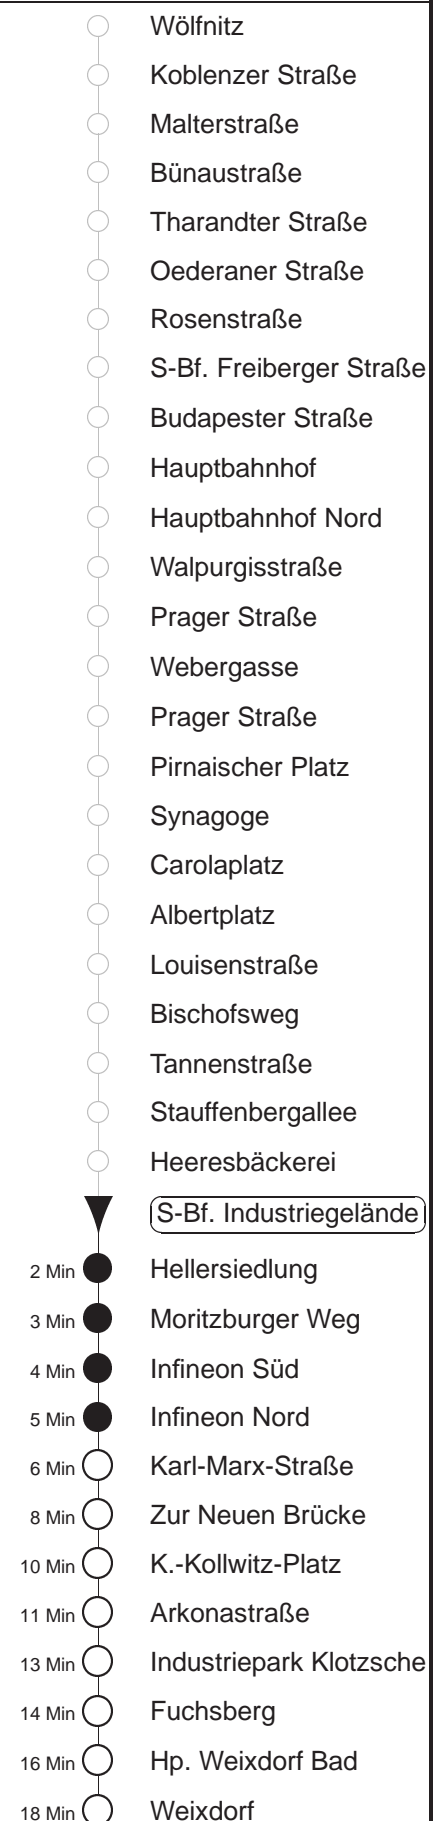 Wölfnitz
Koblenzer Straße
Malterstraße
Bünaustraße
Tharandter Straße
Oederaner Straße
Rosenstraße
S-Bf. Freiberger Straße
Budapester Straße
Hauptbahnhof
Hauptbahnhof Nord
Walpurgisstraße
Prager Straße
Webergasse
Prager Straße
Pirnaischer Platz
Synagoge
Carolaplatz
Albertplatz
Louisenstraße
Bischofsweg
Tannenstraße
Stauffenbergallee
Heeresbäckerei
S-Bf. Industriegelände
2 Min Hellersiedlung
3 Min Moritzburger Weg
4 Min Infineon Süd
5 Min Infineon Nord
6 Min Karl-Marx-Straße
8 Min Zur Neuen Brücke
10 Min K.-Kollwitz-Platz
11 Min Arkonastraße
13 Min Industriepark Klotzsche
14 Min Fuchsberg
16 Min Hp. Weixdorf Bad
18 Min Weixdorf